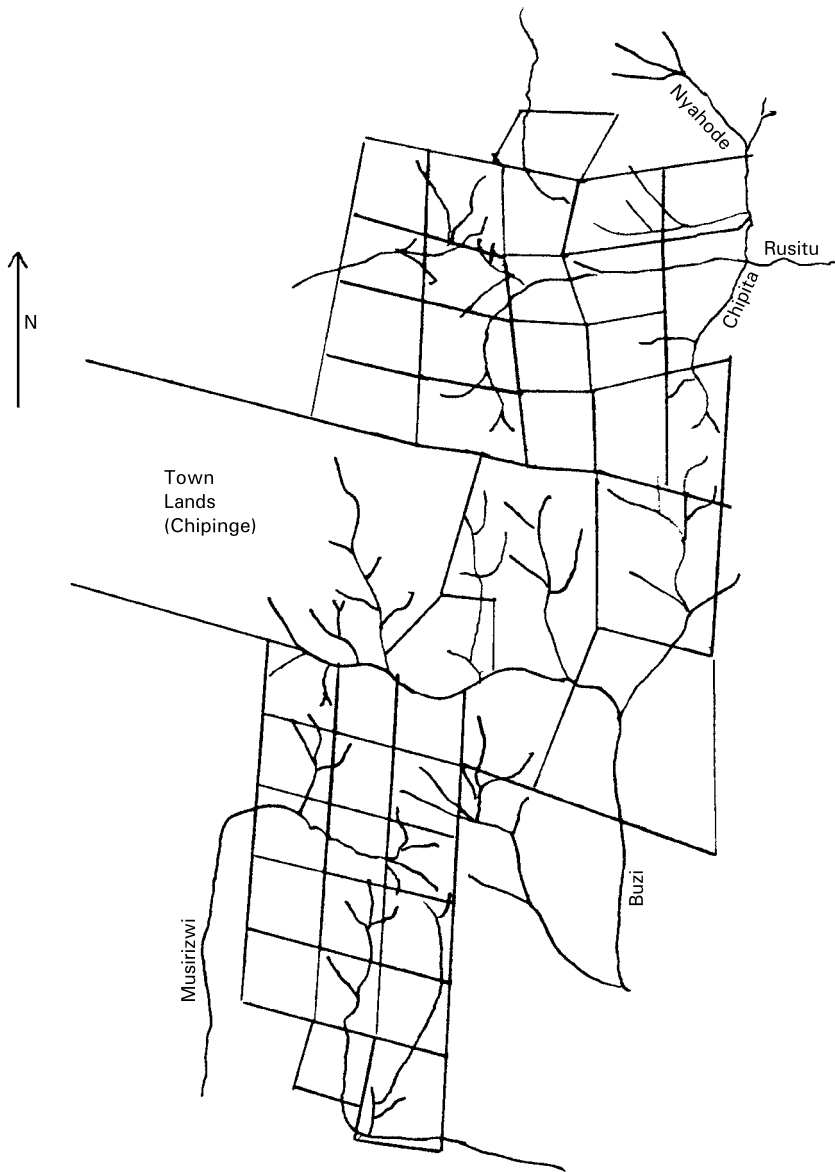 Nyahode
Rusitu
Chipita
N
Town
Lands
(Chipinge)
Buzi
Musirizwi